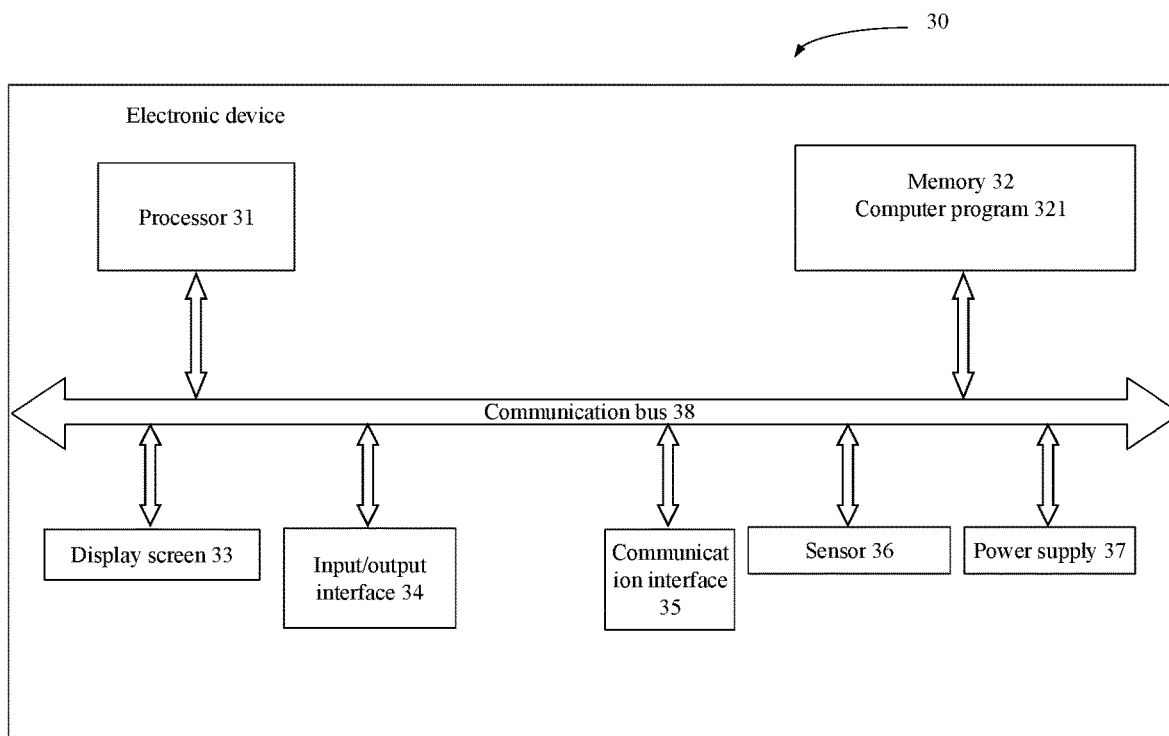 30
Electronic device
Processor 31
Memory 32
Computer program 321
Communication bus 38
Display screen 33
Input/output
interface 34
Communicat
ion interface
35
Sensor 36
Power supply 37